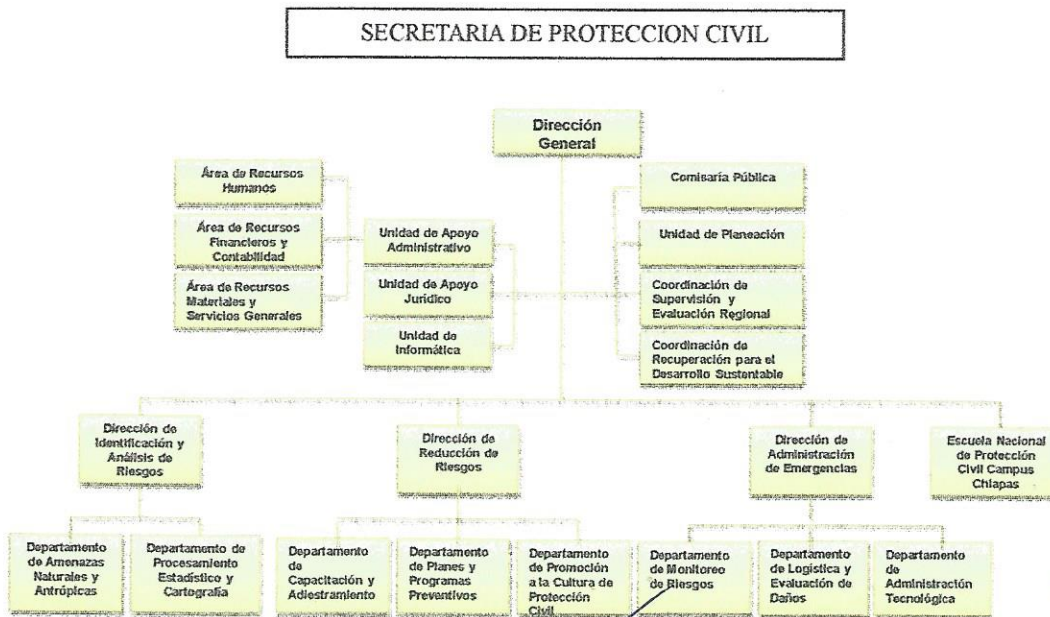 SECRETARIA DE PROTECCION CIVIL
Dirección
General
Área de Recursos
Humanos
Área de Recursos
Financieros y
Contabilidad
Área de Recursos
Materiales y
Servicios Generales
Unidad de Apoyo
Administrativo
Unidad de Apoyo
Jurídico
Unidad de
Informática
Comisaría Pública
Unidad de Planeación
Coordinación de
Supervisión y
Evaluación Regional
Coordinación de
Recuperación para el
Desarrollo Sustentable
Dirección de
Identificación y
Análisis de
Riesgos
Dirección de
Reducción de
Riesgos
Dirección de
Administración
de Emergencias
Escuela Nacional
de Protección
Civil Campus
Chiapas
Departamento
de Amenazas
Naturales y
Antrópicas
Departamento de
Procesamiento
Estadístico y
Cartografía
Departamento
de
Capacitación y
Adiestramiento
Departamento
de Planes y
Programas
Preventivos
Departamento
de Promoción
a la Cultura de
Protección
Civil
Departamento
de Monitoreo
de Riesgos
Departamento
de Logística y
Evaluación de
Daños
Departamento
de
Administración
Tecnológica